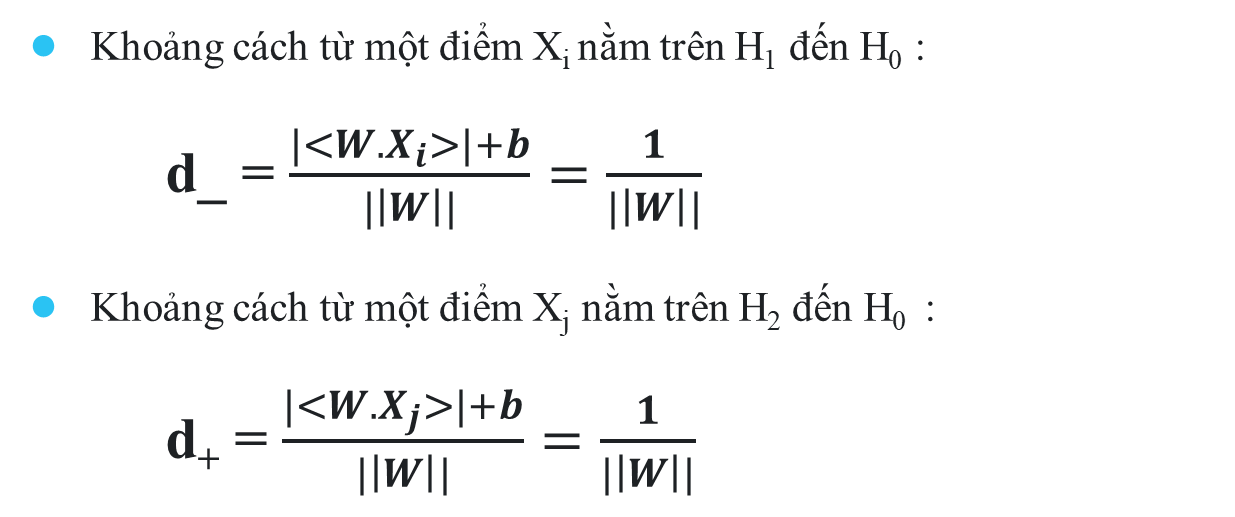 ● Khoảng cách từ một điểm Xᵢ nằm trên H₁ đến H₀ :
d_ = |<W.Xᵢ>|+b / ||W|| = 1 / ||W||
● Khoảng cách từ một điểm Xⱼ nằm trên H₂ đến H₀ :
d₊ = |<W.Xⱼ>|+b / ||W|| = 1 / ||W||